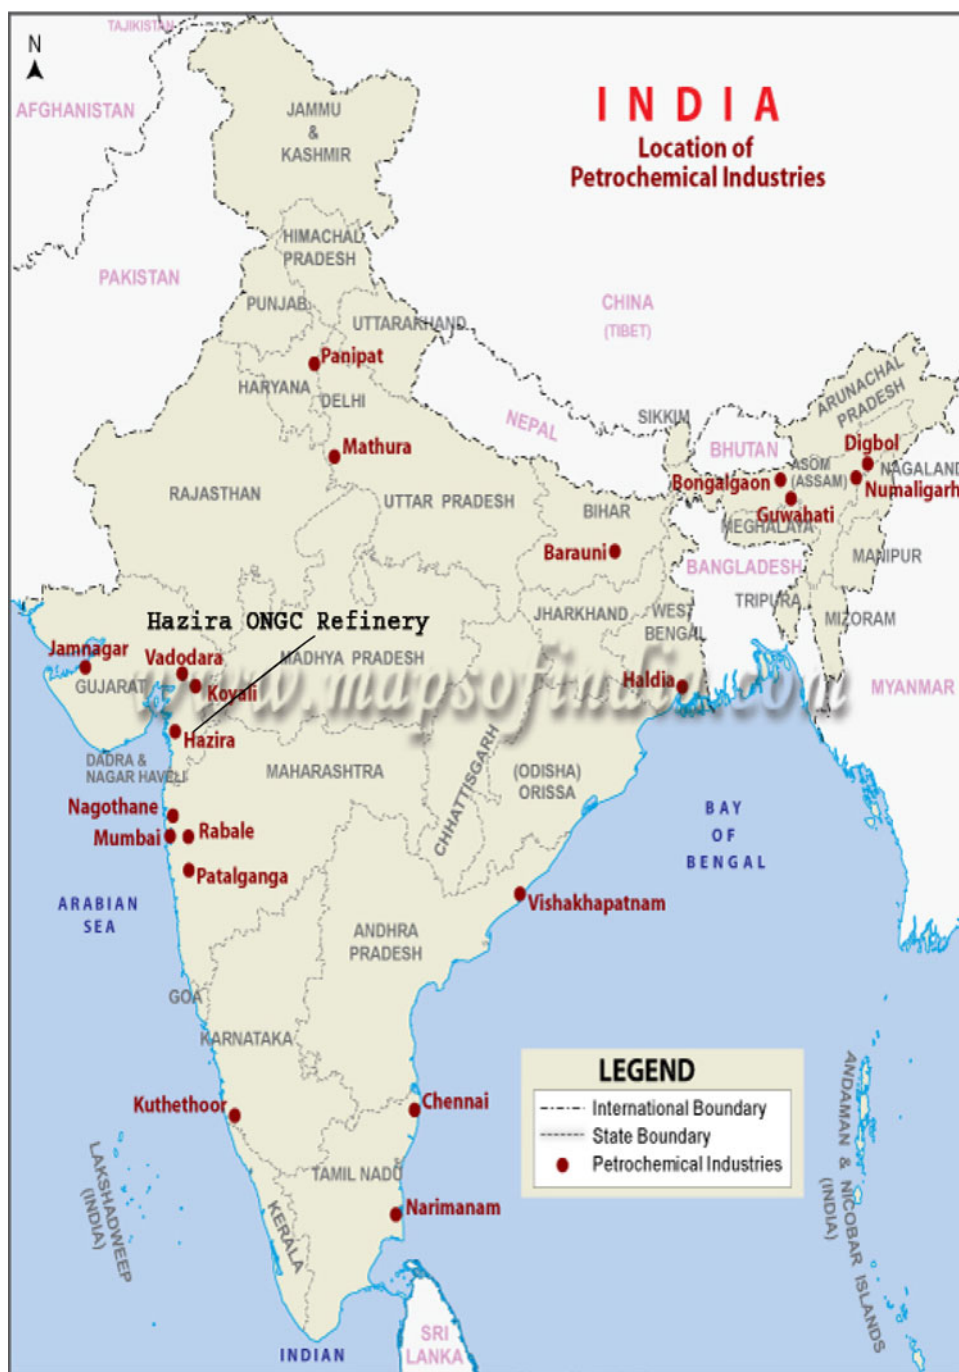 TAJIKISTAN
N
AFGHANISTAN
JAMMU
&
KASHMIR
INDIA
Location of
Petrochemical Industries
HIMACHAL
PRADESH
PAKISTAN
PUNJAB
UTTARAKHAND
CHINA
(TIBET)
Panipat
HARYANA
DELHI
ARUNACHAL
PRADESH
SIKKIM
NEPAL
BHUTAN
Mathura
Digbol
ASOM
(ASSAM)
NAGALAND
RAJASTHAN
UTTAR PRADESH
Bongalgaon
Numaligarh
BIHAR
Guwahati
MEGHALAYA
Barauni
BANGLADESH
MANIPUR
JHARKHAND
WEST
BENGAL
TRIPURA
MIZORAM
Hazira ONGC Refinery
Jamnagar
Vadodara
MADHYA PRADESH
GUJARAT
Koyali
Haldia
MYANMAR
www.mapsofindia.com
Hazira
DADRA &
NAGAR HAVELI
MAHARASHTRA
CHHATTISGARH
(ODISHA)
ORISSA
Nagothane
Mumbai
Rabale
Patalganga
BAY
OF
BENGAL
ARABIAN
SEA
Vishakhapatnam
ANDHRA
PRADESH
GOA
KARNATAKA
Kuthethoor
Chennai
LEGEND
International Boundary
State Boundary
Petrochemical Industries
LAKSHADWEEP
(INDIA)
TAMIL NADU
KERALA
Narimanam
ANDAMAN & NICOBAR ISLANDS
(INDIA)
SRI
LANKA
INDIAN